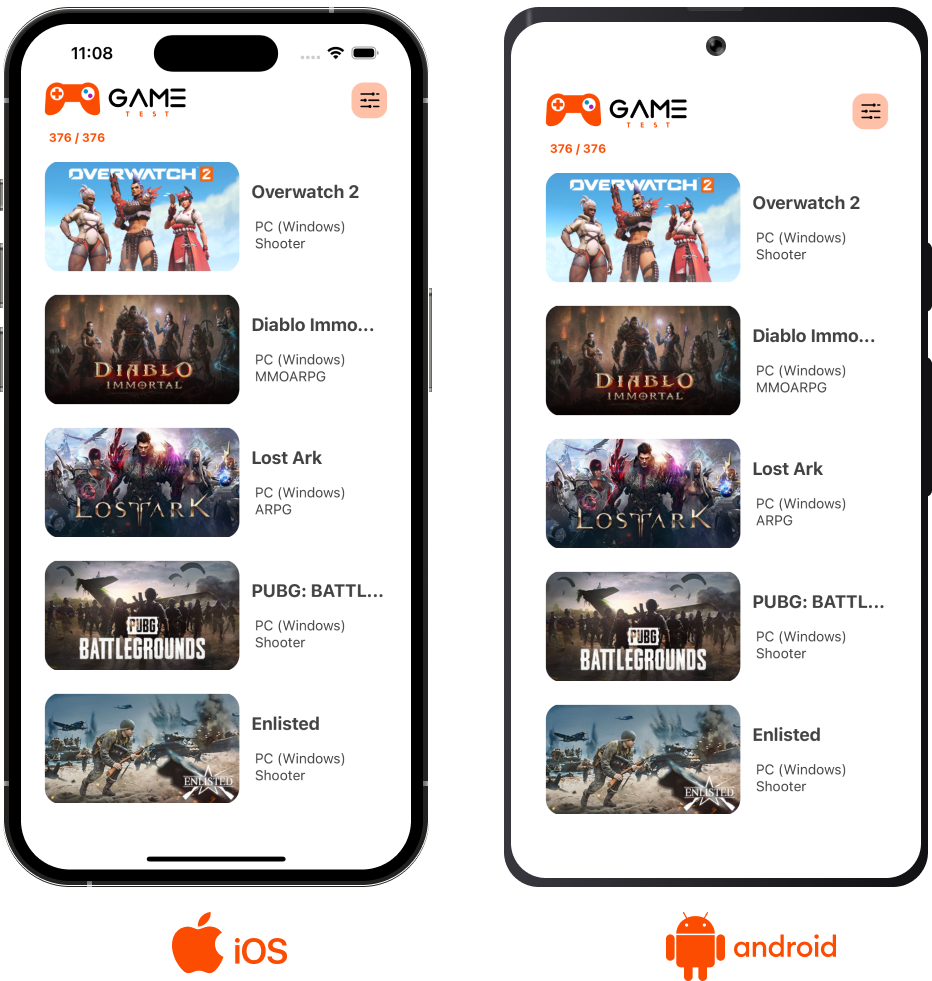 11:08
GAME
TEST
376 / 376
OVERWATCH 2
Overwatch 2
PC (Windows)
Shooter
DIABLO
IMMORTAL
Diablo Immo...
PC (Windows)
MMOARPG
LOST ARK
Lost Ark
PC (Windows)
ARPG
PUBG
BATTLEGROUNDS
PUBG: BATTL...
PC (Windows)
Shooter
ENLISTED
Enlisted
PC (Windows)
Shooter
iOS
GAME
TEST
376 / 376
OVERWATCH 2
Overwatch 2
PC (Windows)
Shooter
DIABLO
IMMORTAL
Diablo Immo...
PC (Windows)
MMOARPG
LOST ARK
Lost Ark
PC (Windows)
ARPG
PUBG
BATTLEGROUNDS
PUBG: BATTL...
PC (Windows)
Shooter
ENLISTED
Enlisted
PC (Windows)
Shooter
android